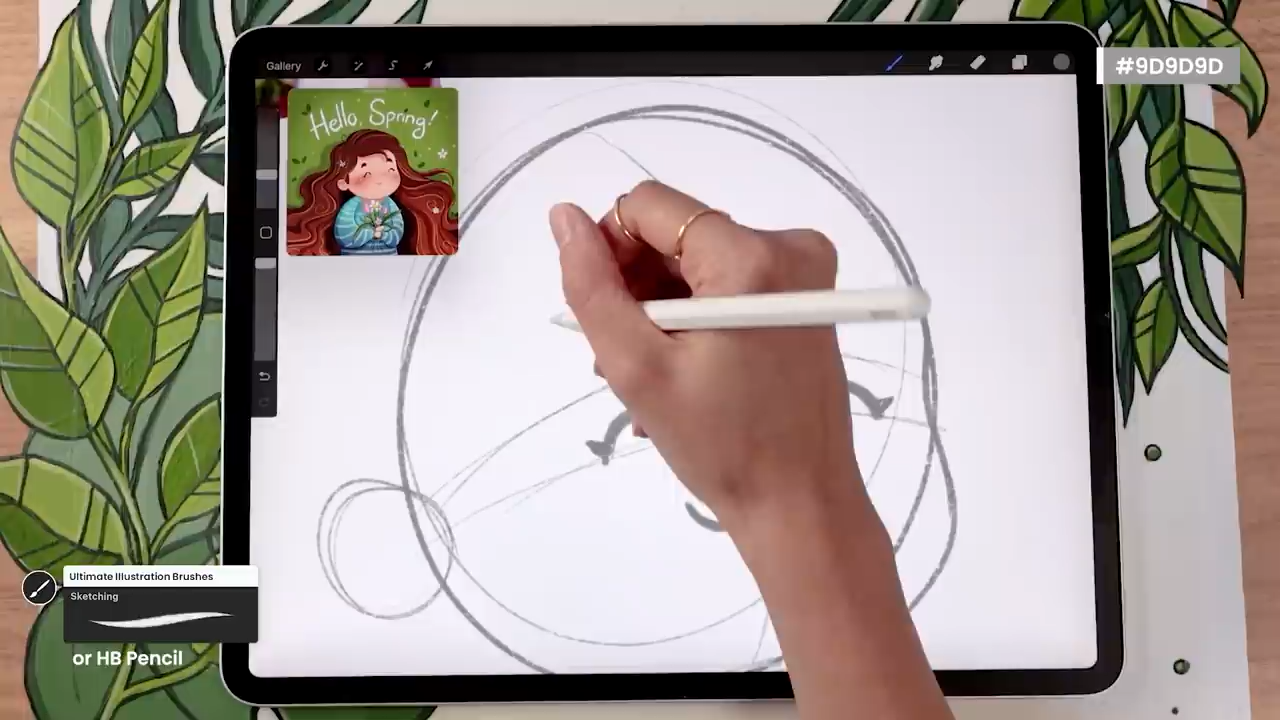 Gallery
#9D9D9D
Hello, Spring!
Ultimate Illustration Brushes
Sketching
or HB Pencil